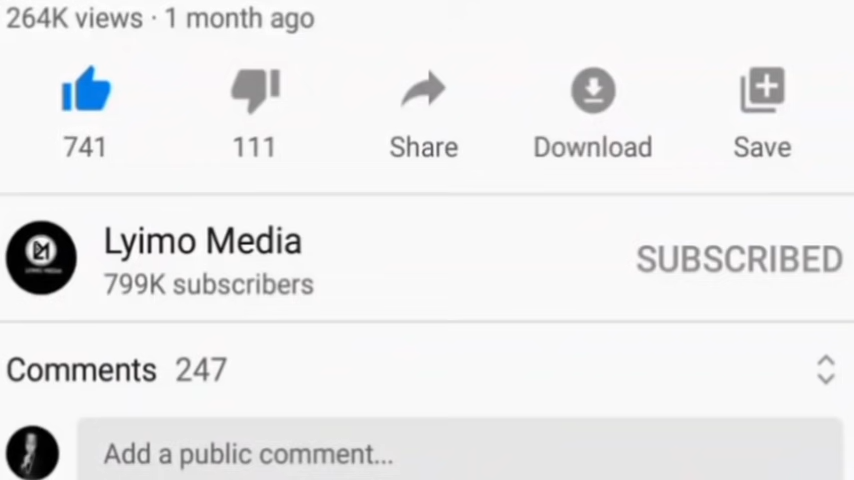 264K views · 1 month ago
741 111 Share Download Save
Lyimo Media
799K subscribers
SUBSCRIBED
Comments 247
Add a public comment...